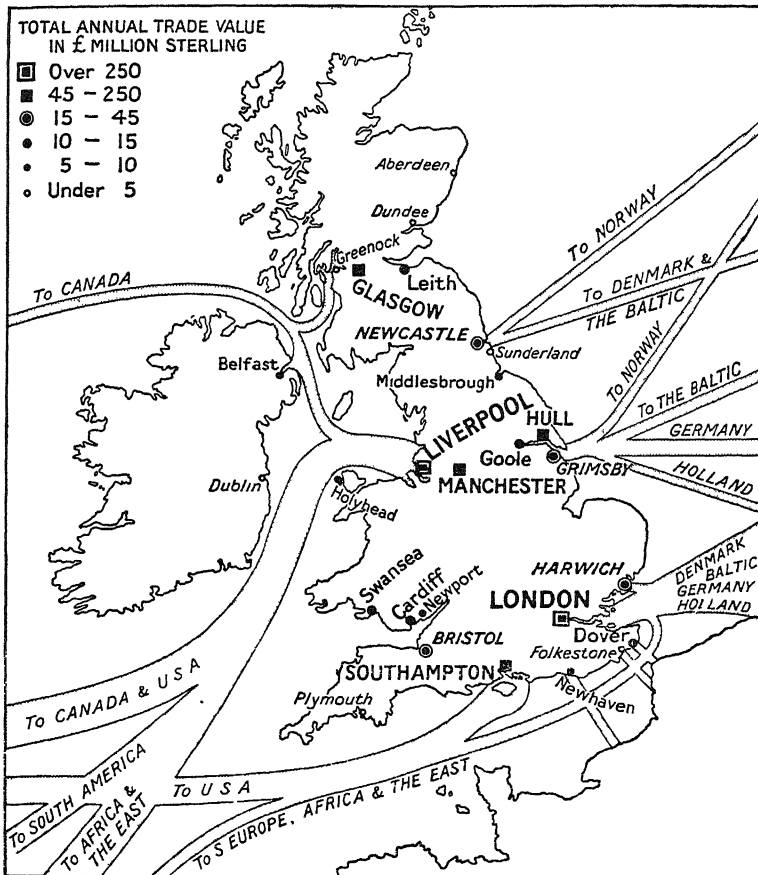 TOTAL ANNUAL TRADE VALUE
IN £ MILLION STERLING
Over 250
45 – 250
15 – 45
10 – 15
5 – 10
Under 5
Aberdeen
Dundee
Greenock
Leith
GLASGOW
To CANADA
To NORWAY
To DENMARK &
THE BALTIC
NEWCASTLE
Sunderland
Belfast
Middlesbrough
To NORWAY
To THE BALTIC
LIVERPOOL
HULL
GERMANY
Goole
GRIMSBY
MANCHESTER
HOLLAND
Dublin
Holyhead
Swansea
Cardiff
Newport
HARWICH
DENMARK
BALTIC
GERMANY
HOLLAND
LONDON
Dover
BRISTOL
Folkestone
SOUTHAMPTON
Newhaven
Plymouth
To CANADA & USA
To SOUTH AMERICA
To AFRICA &
THE EAST
To USA
To S EUROPE, AFRICA & THE EAST